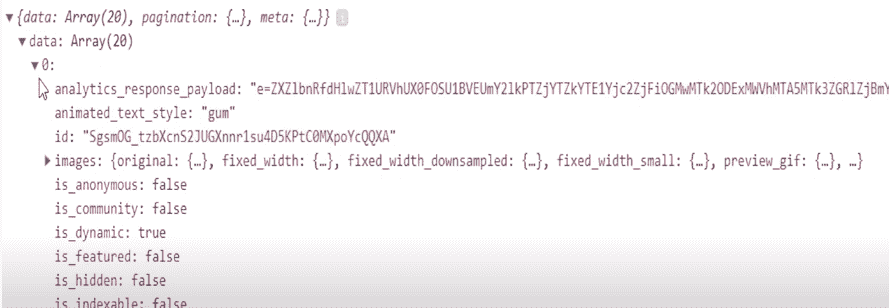 ▼{data: Array(20), pagination: {…}, meta: {…}} i
▼data: Array(20)
▼0:
analytics_response_payload:
animated_text_style: "gum"
id: "SgsmOG_tzbXcnS2JUGXnnr1su4D5KPtC0MXpoYcQQXA"
▶images: {original: {…}, fixed_width: {…}, fixed_width_downsampled: {…}, fixed_width_small: {…}, preview_gif: {…}, …}
is_anonymous: false
is_community: false
is_dynamic: true
is_featured: false
is_hidden: false
is_indexable: false